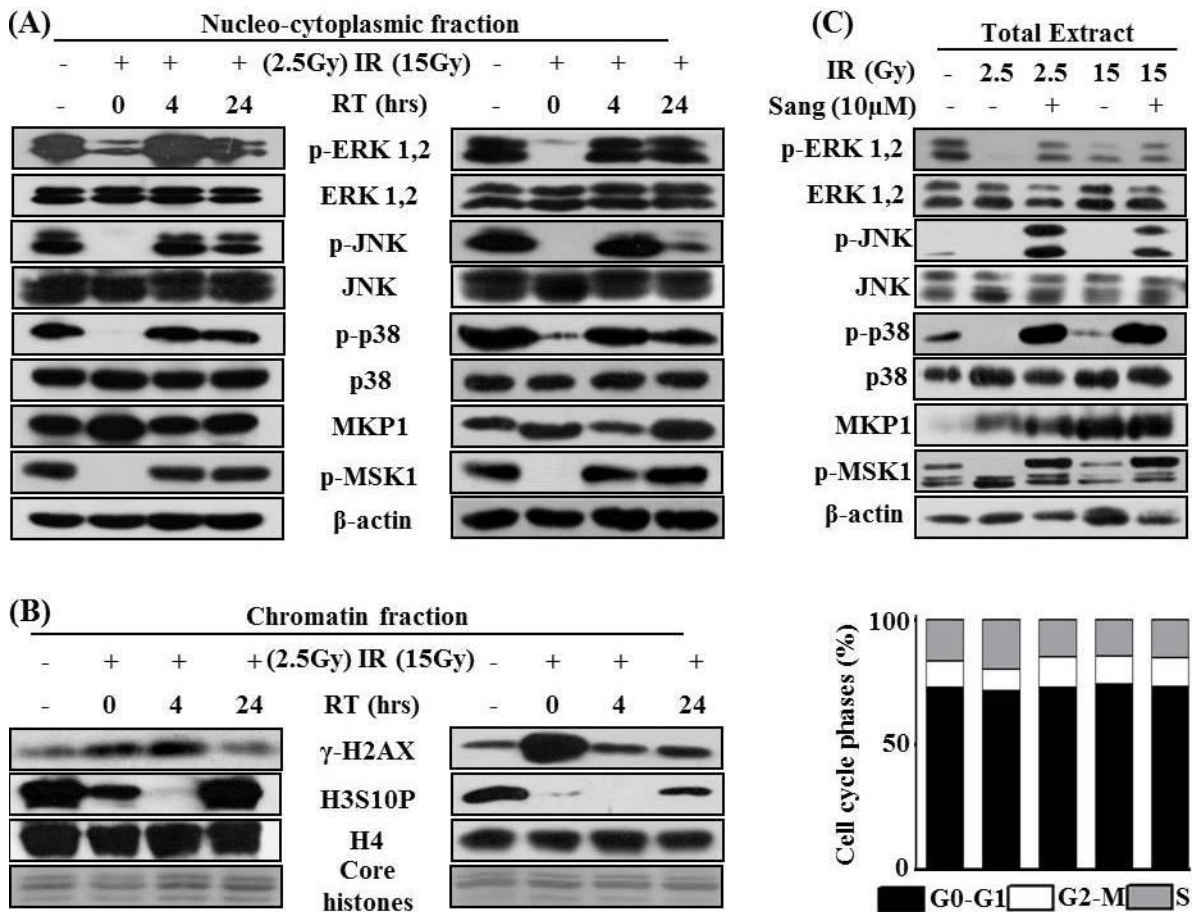 (A)
Nucleo-cytoplasmic fraction
- + + + (2.5Gy) IR (15Gy) - + + +
- 0 4 24 RT (hrs) - 0 4 24
p-ERK 1,2
ERK 1,2
p-JNK
JNK
p-p38
p38
MKP1
p-MSK1
β-actin
(B)
Chromatin fraction
- + + + (2.5Gy) IR (15Gy) - + + +
- 0 4 24 RT (hrs) - 0 4 24
γ-H2AX
H3S10P
H4
Core
histones
(C)
Total Extract
IR (Gy) - 2.5 2.5 15 15
Sang (10μM) - - + - +
p-ERK 1,2
ERK 1,2
p-JNK
JNK
p-p38
p38
MKP1
p-MSK1
β-actin
Cell cycle phases (%)
100
50
0
G0-G1 G2-M S